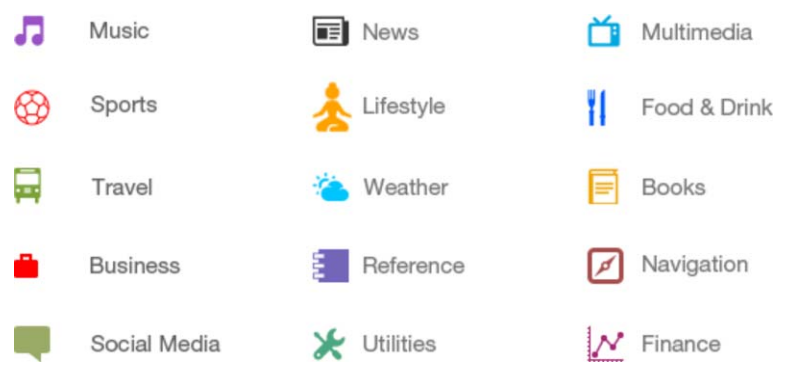 Music
News
Multimedia
Sports
Lifestyle
Food & Drink
Travel
Weather
Books
Business
Reference
Navigation
Social Media
Utilities
Finance